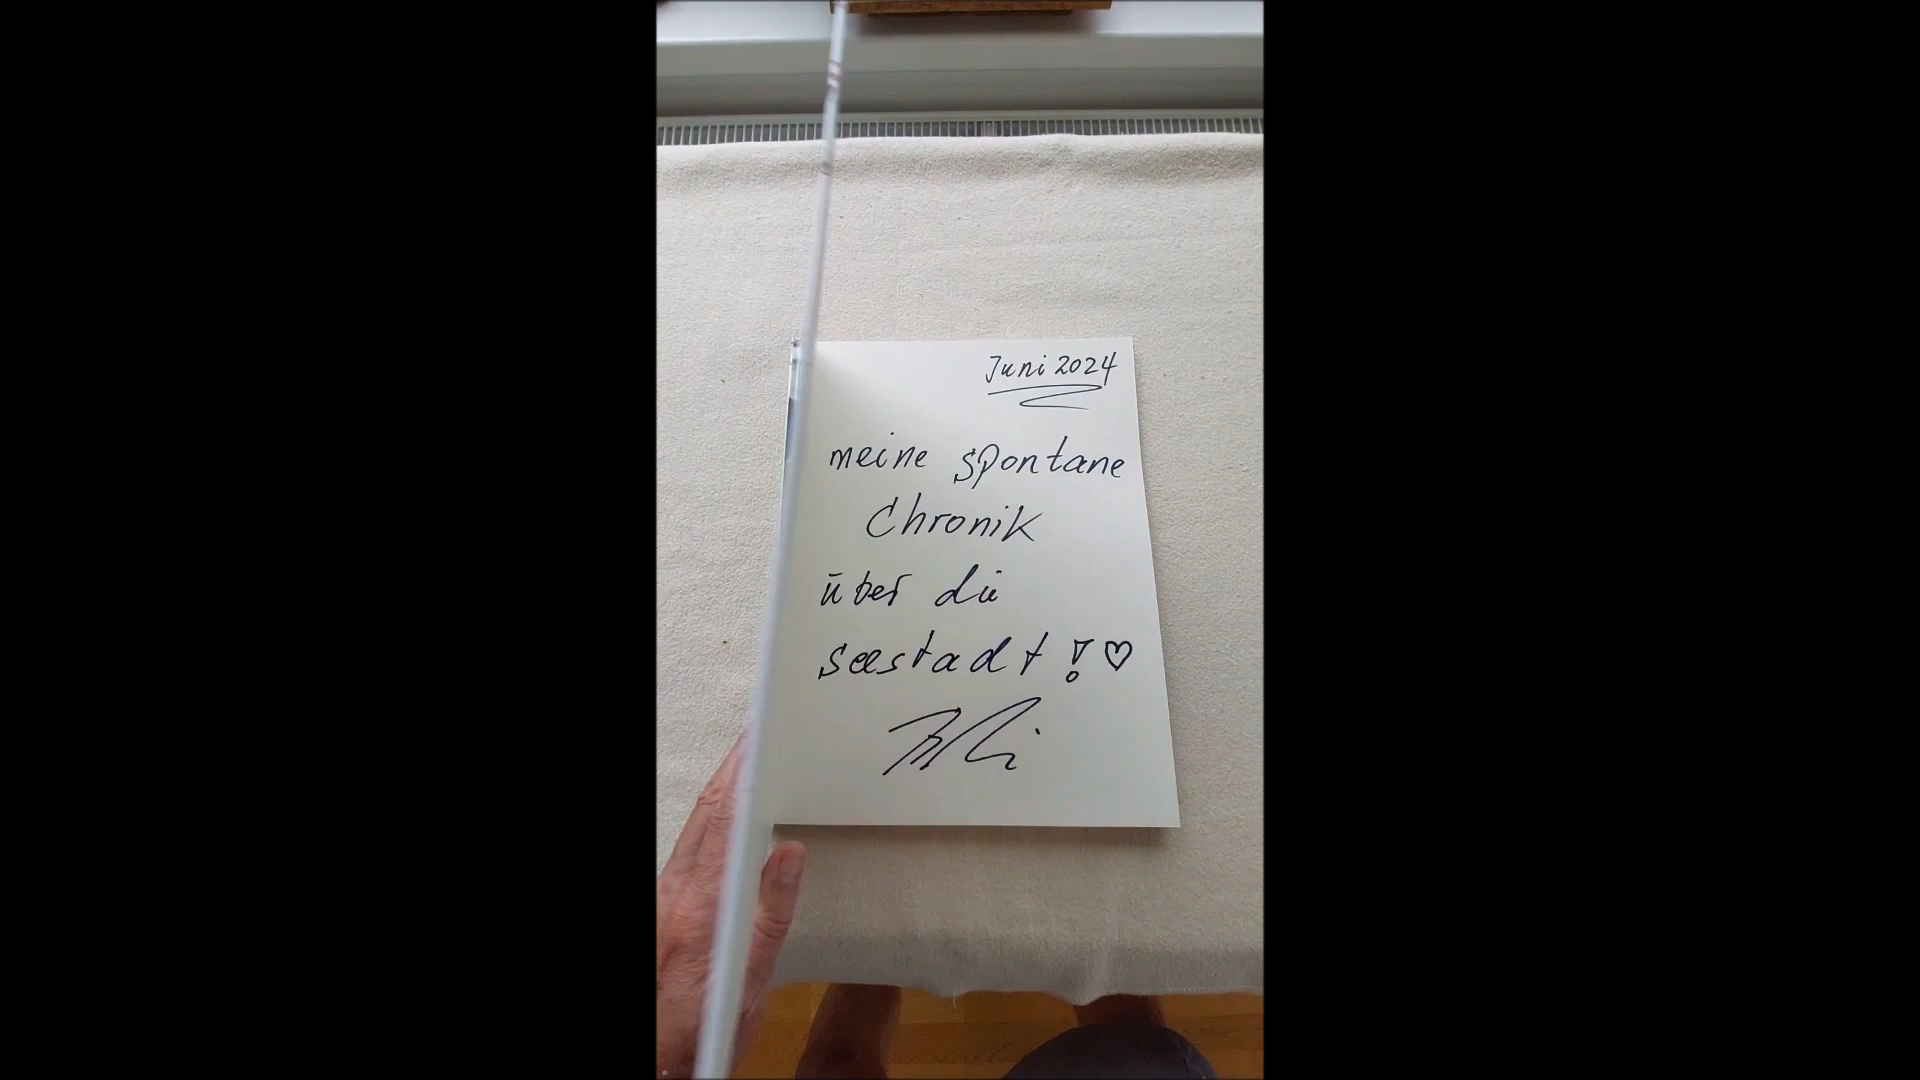 Juni 2024
meine spontane
Chronik
über die
seestadt! ♡